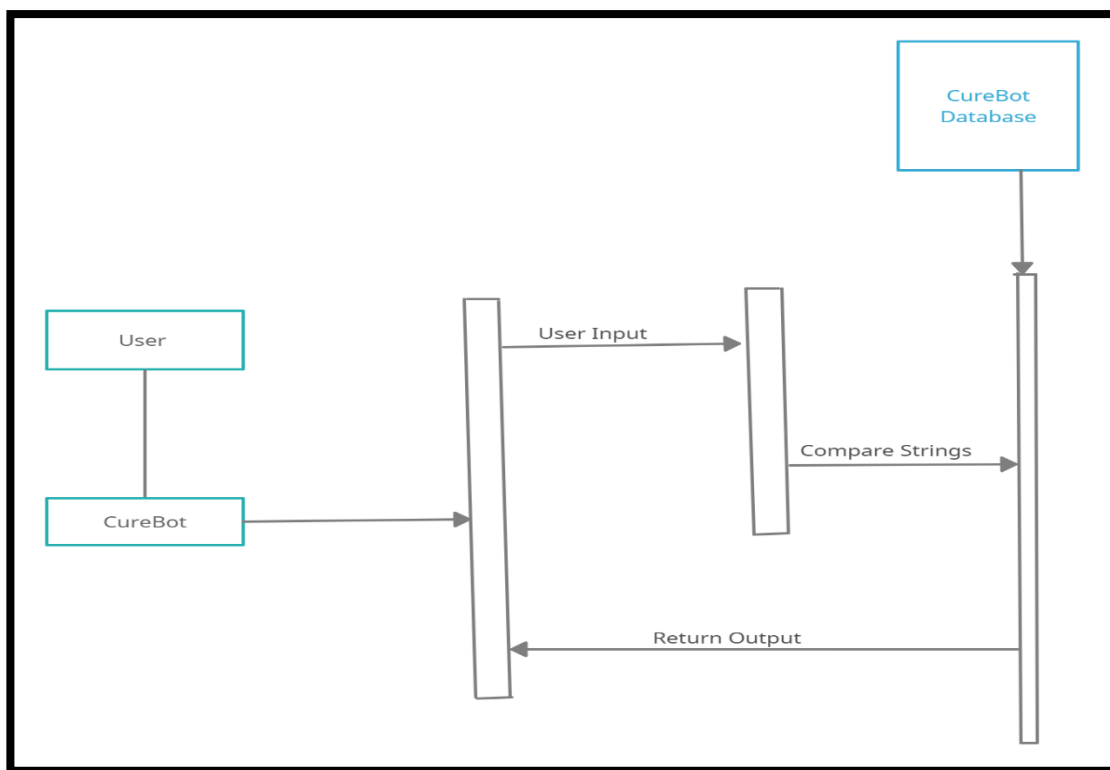 CureBot
Database
User
User Input
Compare Strings
CureBot
Return Output